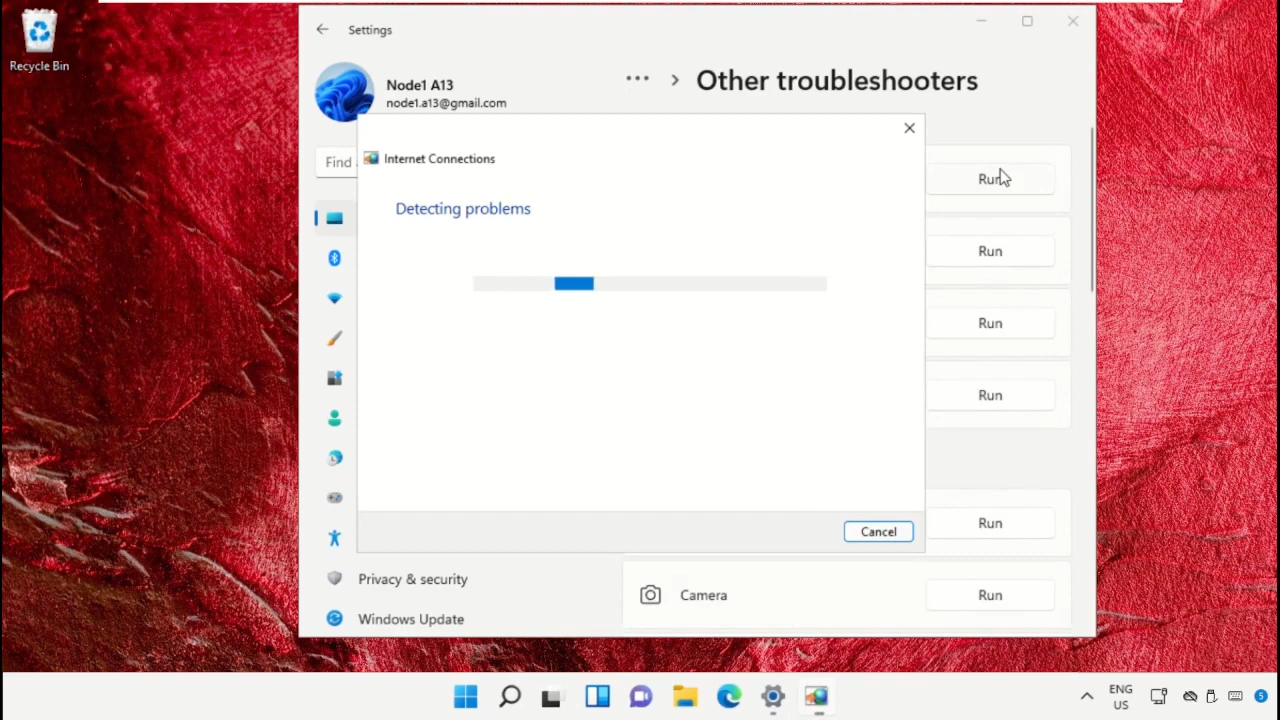 Recycle Bin
Settings
Node1 A13
node1.a13@gmail.com
Other troubleshooters
Find
Internet Connections
Detecting problems
Run
Run
Run
Run
Run
Cancel
Privacy & security
Camera
Run
Windows Update
ENG
US
5